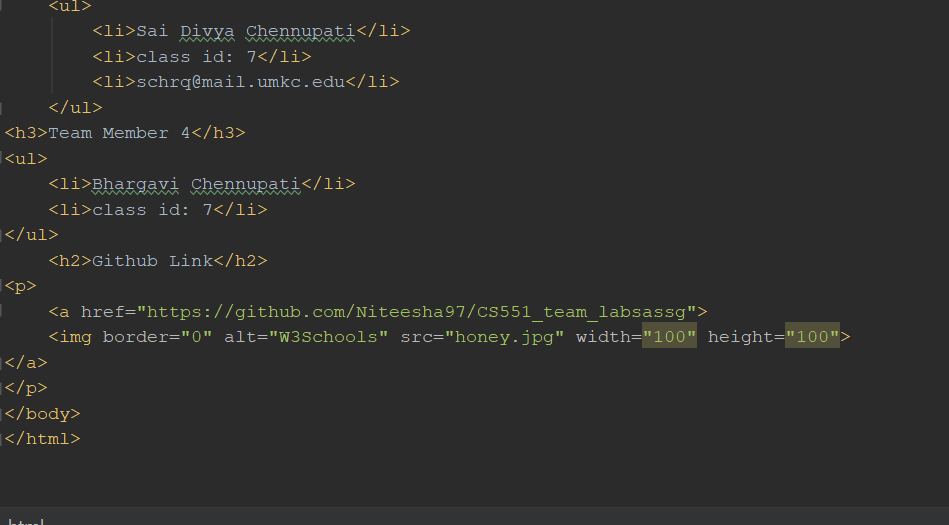 <ul>
<li>Sai Divya Chennupati</li>
<li>class id: 7</li>
<li>schrq@mail.umkc.edu</li>
</ul>
<h3>Team Member 4</h3>
<ul>
<li>Bhargavi Chennupati</li>
<li>class id: 7</li>
</ul>
<h2>Github Link</h2>
<p>
<a href="https://github.com/Niteesha97/CS551_team_labsassg">
<img border="0" alt="W3Schools" src="honey.jpg" width="100" height="100">
</a>
</p>
</body>
</html>
html